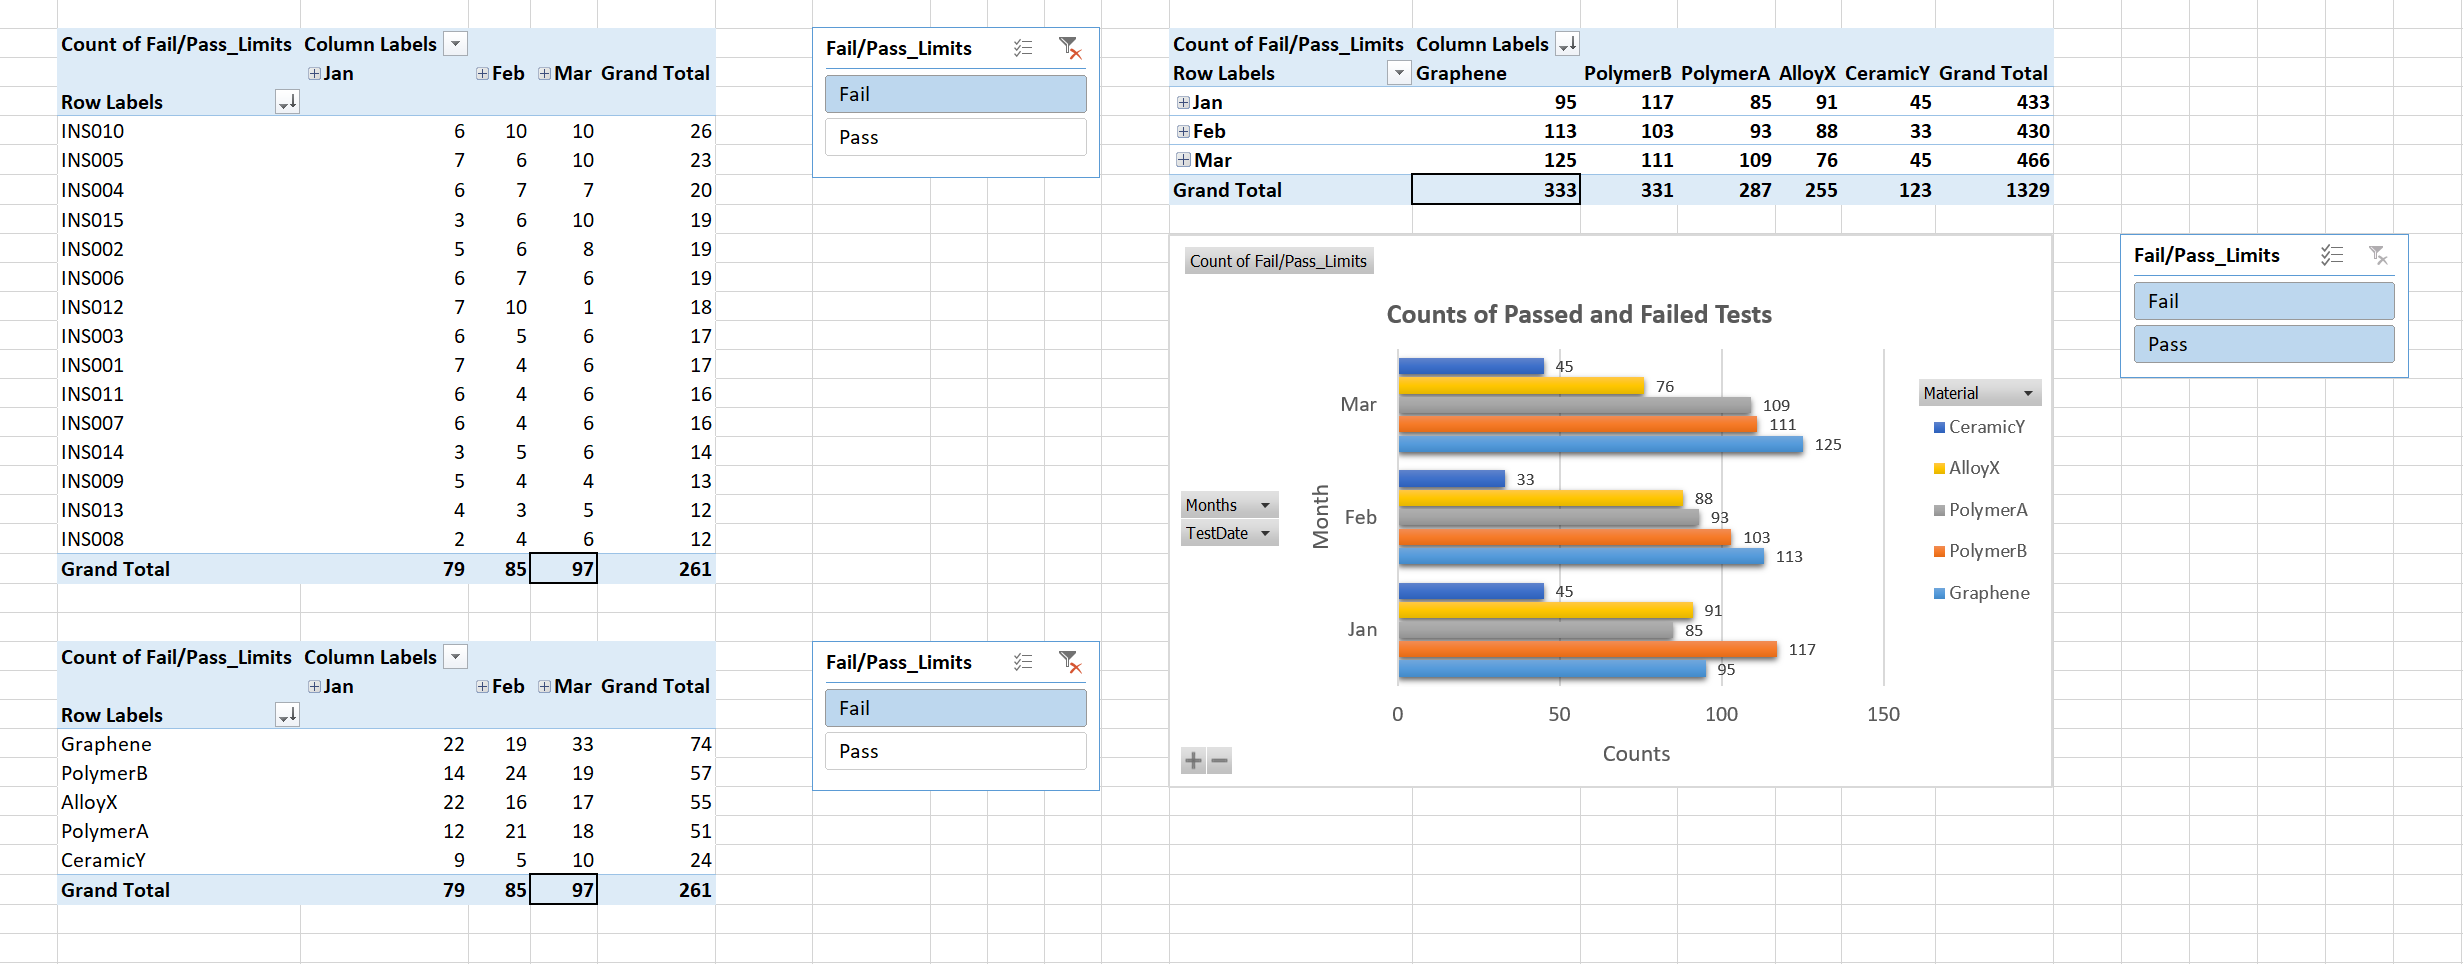 Count of Fail/Pass_Limits Column Labels
Jan Feb Mar Grand Total
Row Labels
INS010 6 10 10 26
INS005 7 6 10 23
INS004 6 7 7 20
INS015 3 6 10 19
INS002 5 6 8 19
INS006 6 7 6 19
INS012 7 10 1 18
INS003 6 5 6 17
INS001 7 4 6 17
INS011 6 4 6 16
INS007 6 4 6 16
INS014 3 5 6 14
INS009 5 4 4 13
INS013 4 3 5 12
INS008 2 4 6 12
Grand Total 79 85 97 261
Fail/Pass_Limits
Fail
Pass
Count of Fail/Pass_Limits Column Labels
Jan Feb Mar Grand Total
Row Labels
Graphene 22 19 33 74
PolymerB 14 24 19 57
AlloyX 22 16 17 55
PolymerA 12 21 18 51
CeramicY 9 5 10 24
Grand Total 79 85 97 261
Fail/Pass_Limits
Fail
Pass
Count of Fail/Pass_Limits Column Labels
Row Labels Graphene PolymerB PolymerA AlloyX CeramicY Grand Total
Jan 95 117 85 91 45 433
Feb 113 103 93 88 33 430
Mar 125 111 109 76 45 466
Grand Total 333 331 287 255 123 1329
Count of Fail/Pass_Limits
Counts of Passed and Failed Tests
Months
TestDate
Month
Mar
45
76
109
111
125
Feb
33
88
93
103
113
Jan
45
91
85
117
95
0 50 100 150
Counts
Material
CeramicY
AlloyX
PolymerA
PolymerB
Graphene
Fail/Pass_Limits
Fail
Pass